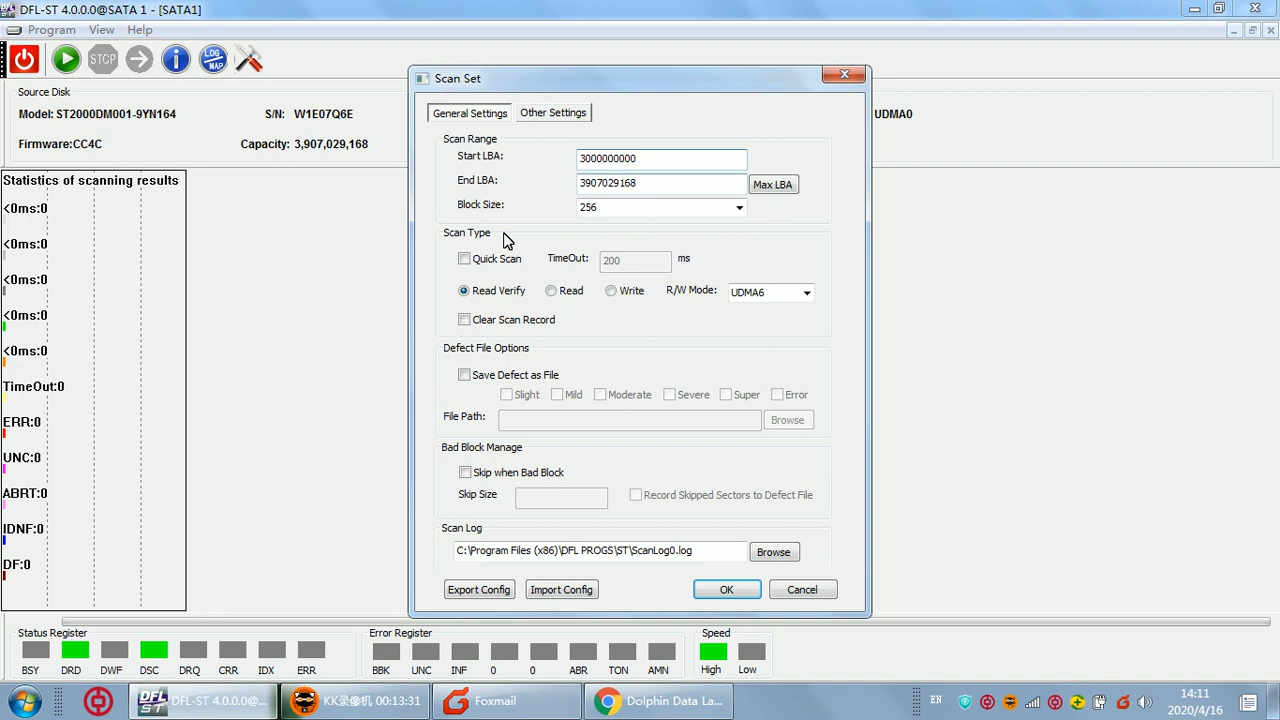 DFL-ST 4.0.0.0@SATA 1 - [SATA1]
Program View Help
STCP LOG MAP
Source Disk
Model: ST2000DM001-9YN164 S/N: W1E07Q6E UDMA0
Firmware:CC4C Capacity: 3,907,029,168
Statistics of scanning results
<0ms:0
<0ms:0
<0ms:0
<0ms:0
<0ms:0
TimeOut:0
ERR:0
UNC:0
ABRT:0
IDNF:0
DF:0
Scan Set
General Settings Other Settings
Scan Range
Start LBA: 3000000000
End LBA: 3907029168 Max LBA
Block Size: 256
Scan Type
Quick Scan TimeOut: 200 ms
Read Verify Read Write R/W Mode: UDMA6
Clear Scan Record
Defect File Options
Save Defect as File
Slight Mild Moderate Severe Super Error
File Path: Browse
Bad Block Manage
Skip when Bad Block
Skip Size Record Skipped Sectors to Defect File
Scan Log
C:\Program Files (x86)\DFL PROGS\ST\ScanLog0.log Browse
Export Config Import Config OK Cancel
Status Register Error Register Speed
BSY DRD DWF DSC DRQ CRR IDX ERR BBK UNC INF 0 0 ABR TON AMN High Low
DFL ST DFL-ST 4.0.0.0@... KK录像机 00:13:31 Foxmail Dolphin Data La... EN 14:11
2020/4/16